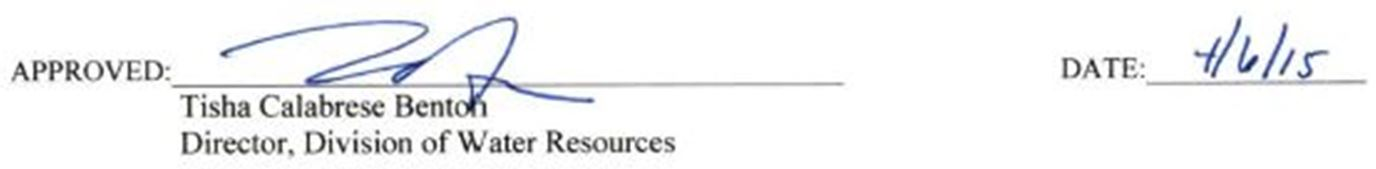 APPROVED: DATE: 4/6/15
Tisha Calabrese Benton
Director, Division of Water Resources